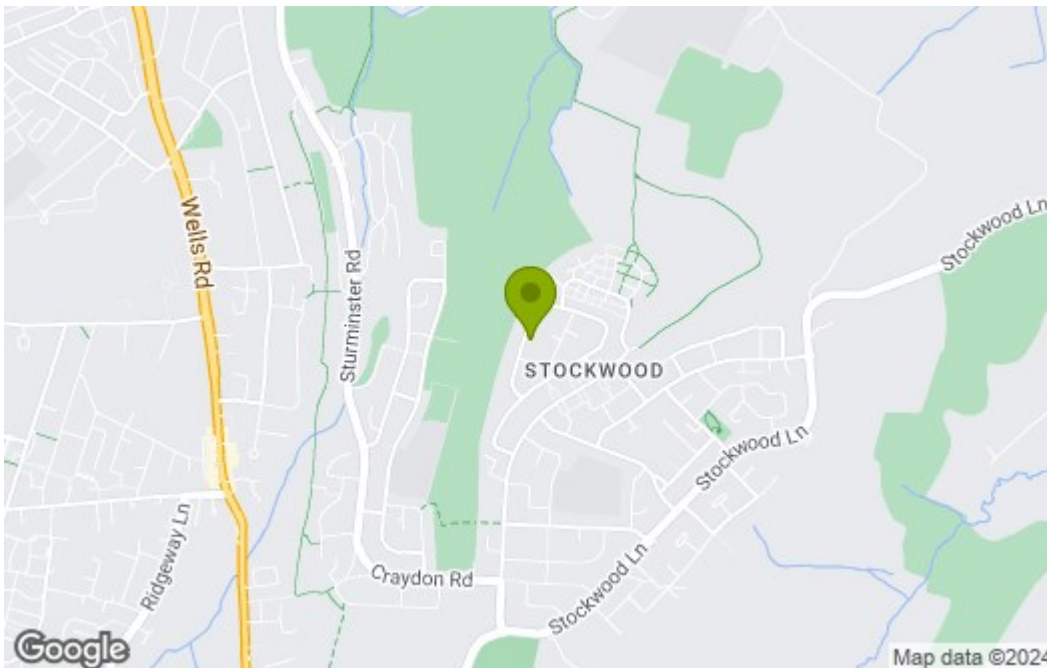 Wells Rd
Sturminster Rd
Stockwood Ln
STOCKWOOD
Stockwood Ln
Ridgeway Ln
Craydon Rd
Stockwood Ln
Google
Map data ©2024